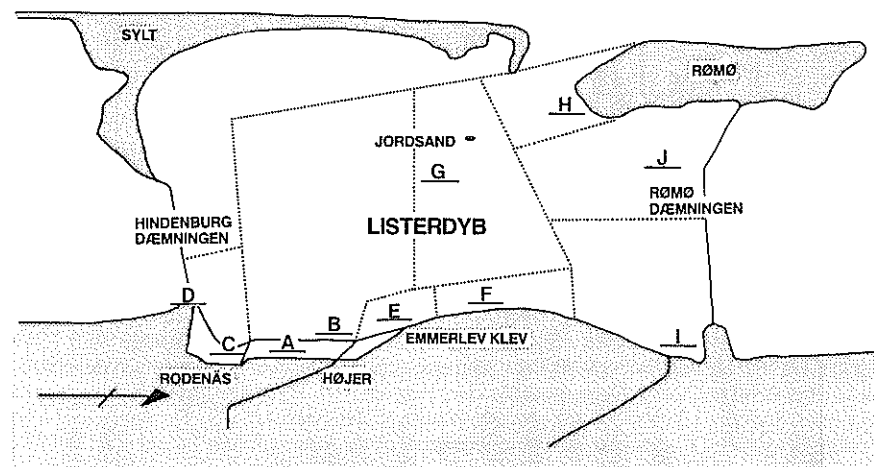 SYLT
RØMØ
H
JORDSAND
G
J
RØMØ
DÆMNINGEN
HINDENBURG
DÆMNINGEN
LISTERDYB
D
E
F
B
A
C
EMMERLEV KLEV
I
RODENÄS
HØJER